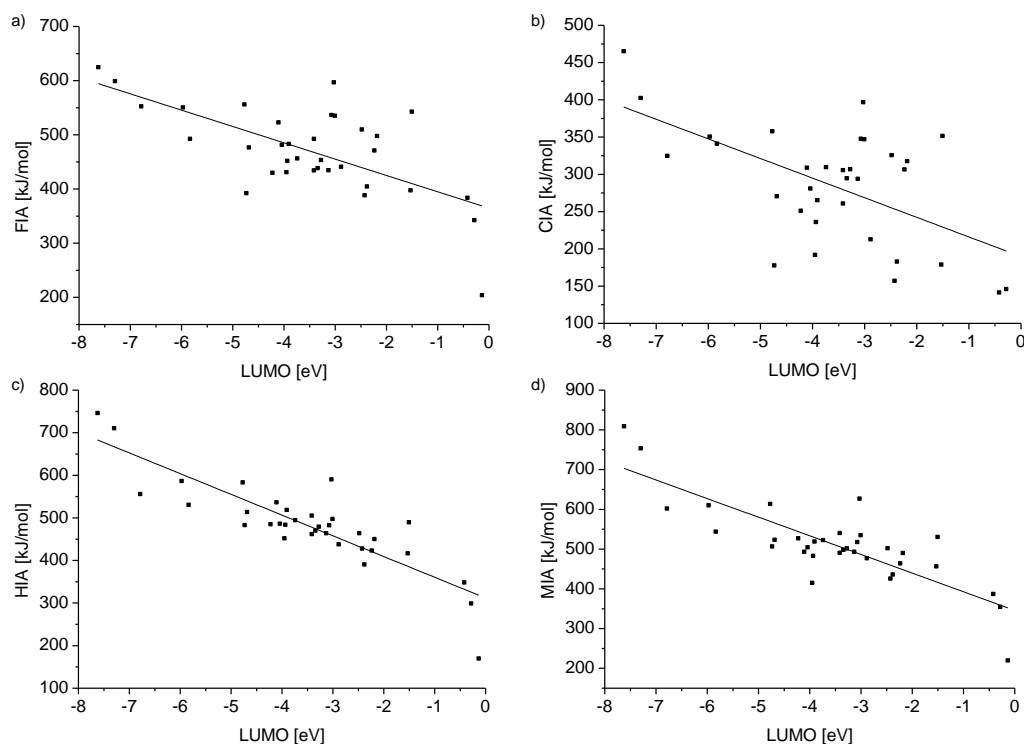 a)
700
600
500
400
300
200
FIA [kJ/mol]
-8 -7 -6 -5 -4 -3 -2 -1 0
LUMO [eV]
b)
500
450
400
350
300
250
200
150
100
CIA [kJ/mol]
-8 -7 -6 -5 -4 -3 -2 -1 0
LUMO [eV]
c)
800
700
600
500
400
300
200
100
HIA [kJ/mol]
-8 -7 -6 -5 -4 -3 -2 -1 0
LUMO [eV]
d)
900
800
700
600
500
400
300
200
MIA [kJ/mol]
-8 -7 -6 -5 -4 -3 -2 -1 0
LUMO [eV]